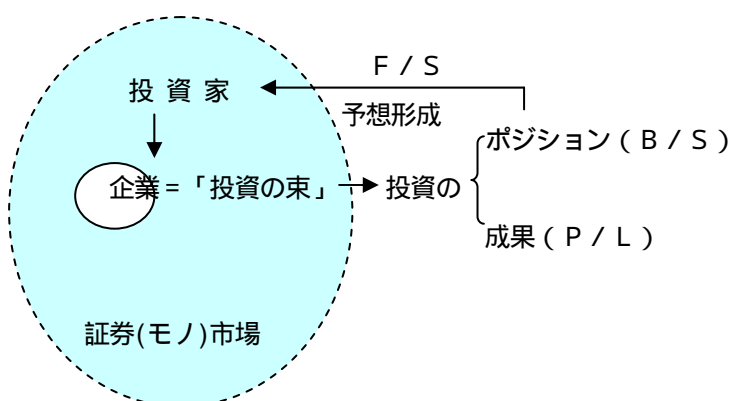 F / S
投 資 家
予想形成
ポジション ( B / S )
企業 = 「投資の束」
投資の
成果 ( P / L )
証券(モノ)市場